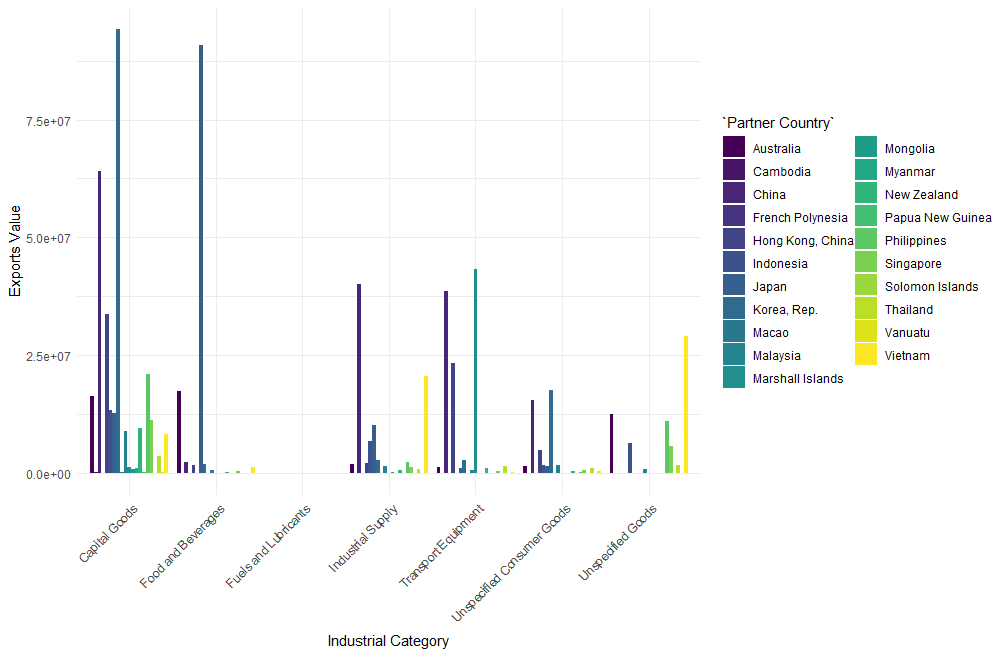 Exports Value
7.5e+07
5.0e+07
2.5e+07
0.0e+00
Capital Goods
Food and Beverages
Fuels and Lubricants
Industrial Supply
Transport Equipment
Unspecified Consumer Goods
Unspecified Goods
Industrial Category
`Partner Country`
Australia
Cambodia
China
French Polynesia
Hong Kong, China
Indonesia
Japan
Korea, Rep.
Macao
Malaysia
Marshall Islands
Mongolia
Myanmar
New Zealand
Papua New Guinea
Philippines
Singapore
Solomon Islands
Thailand
Vanuatu
Vietnam